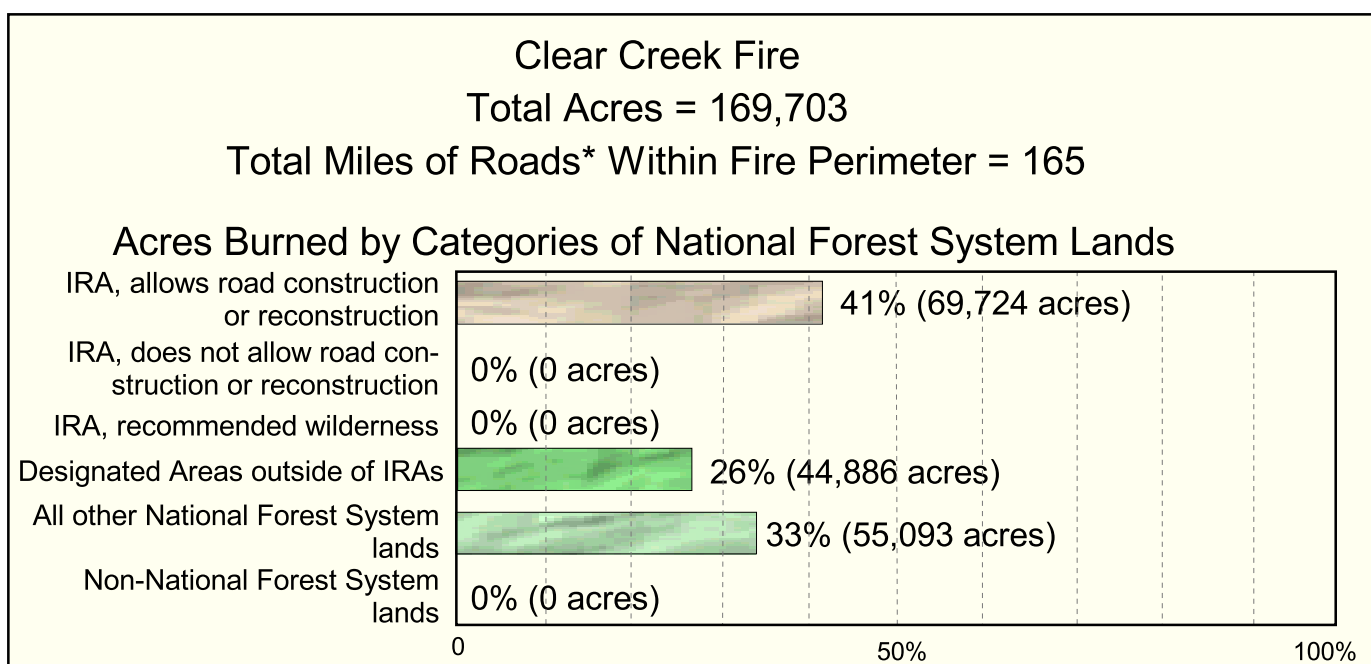 Clear Creek Fire
Total Acres = 169,703
Total Miles of Roads* Within Fire Perimeter = 165
Acres Burned by Categories of National Forest System Lands
IRA, allows road construction
or reconstruction
41% (69,724 acres)
IRA, does not allow road con-
struction or reconstruction
0% (0 acres)
IRA, recommended wilderness
0% (0 acres)
Designated Areas outside of IRAs
26% (44,886 acres)
All other National Forest System
lands
33% (55,093 acres)
Non-National Forest System
lands
0% (0 acres)
0
50%
100%